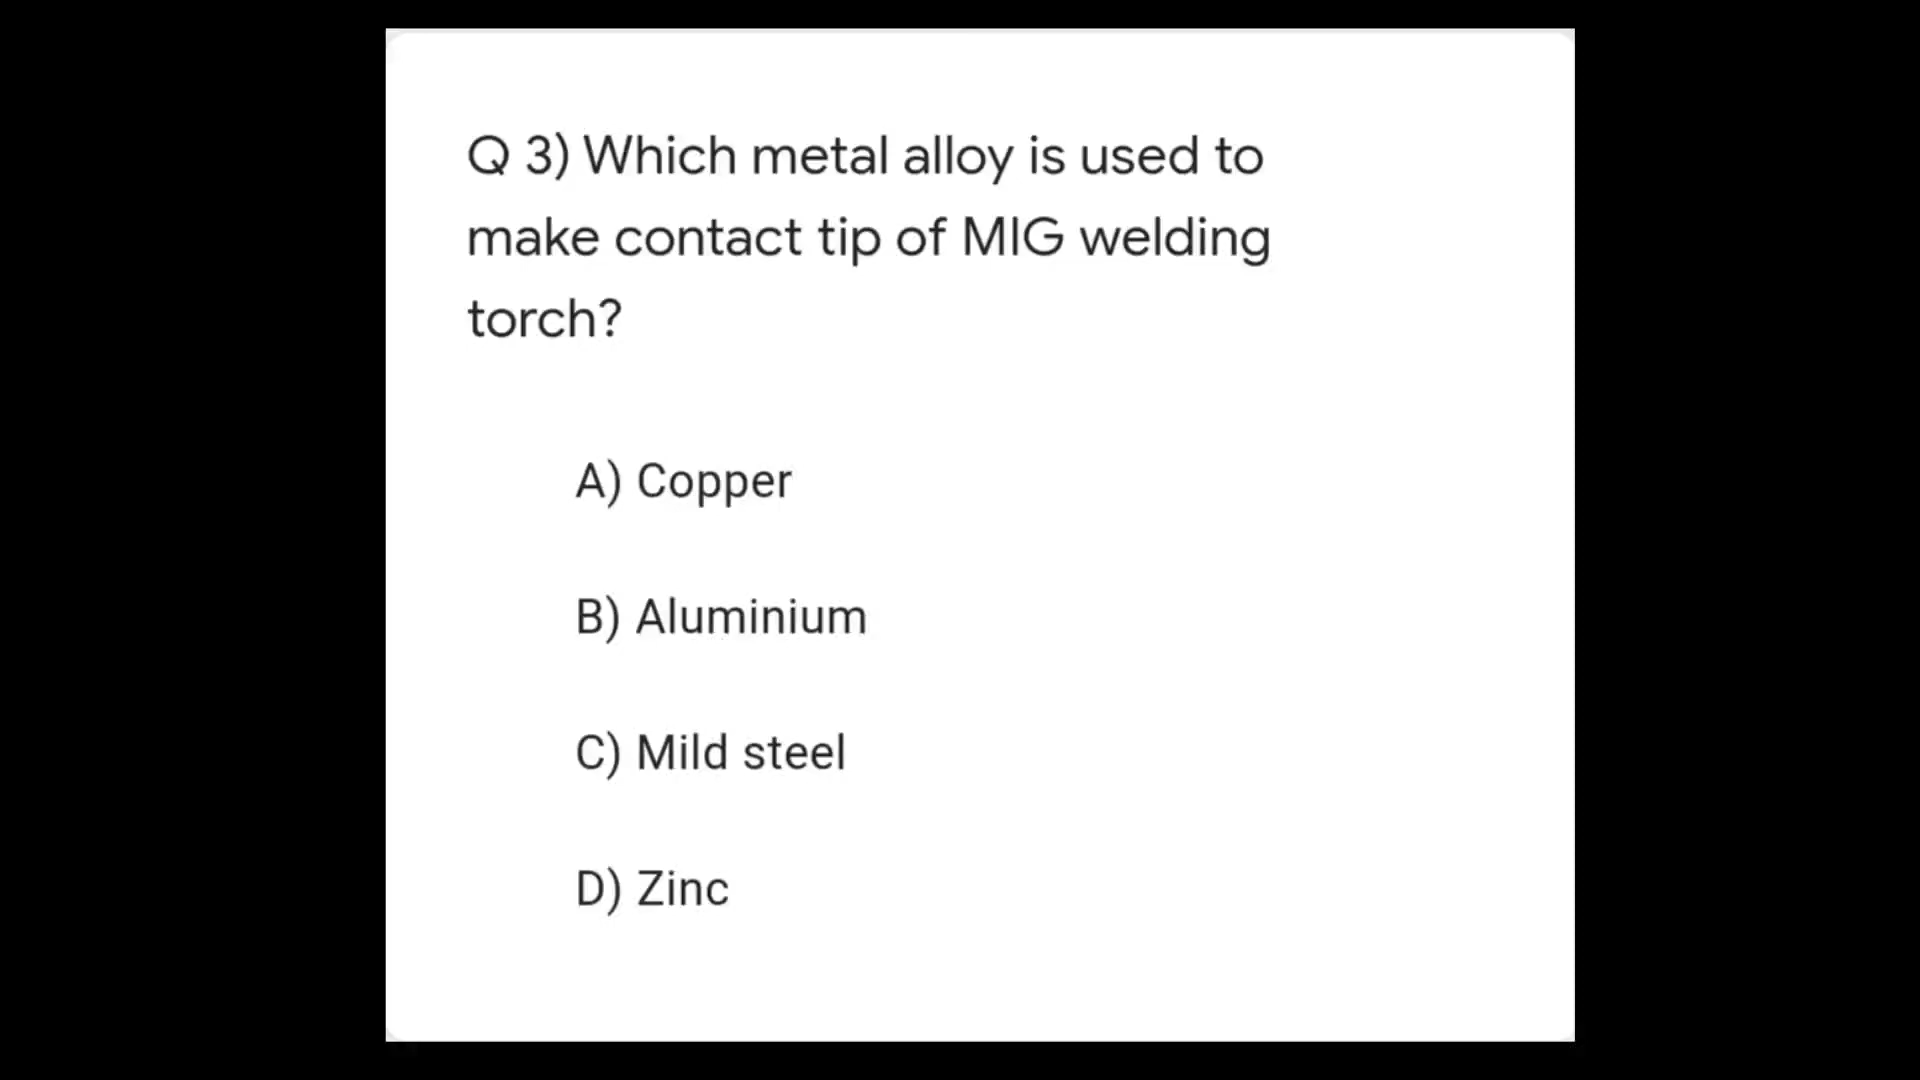 Q 3) Which metal alloy is used to
make contact tip of MIG welding
torch?
A) Copper
B) Aluminium
C) Mild steel
D) Zinc